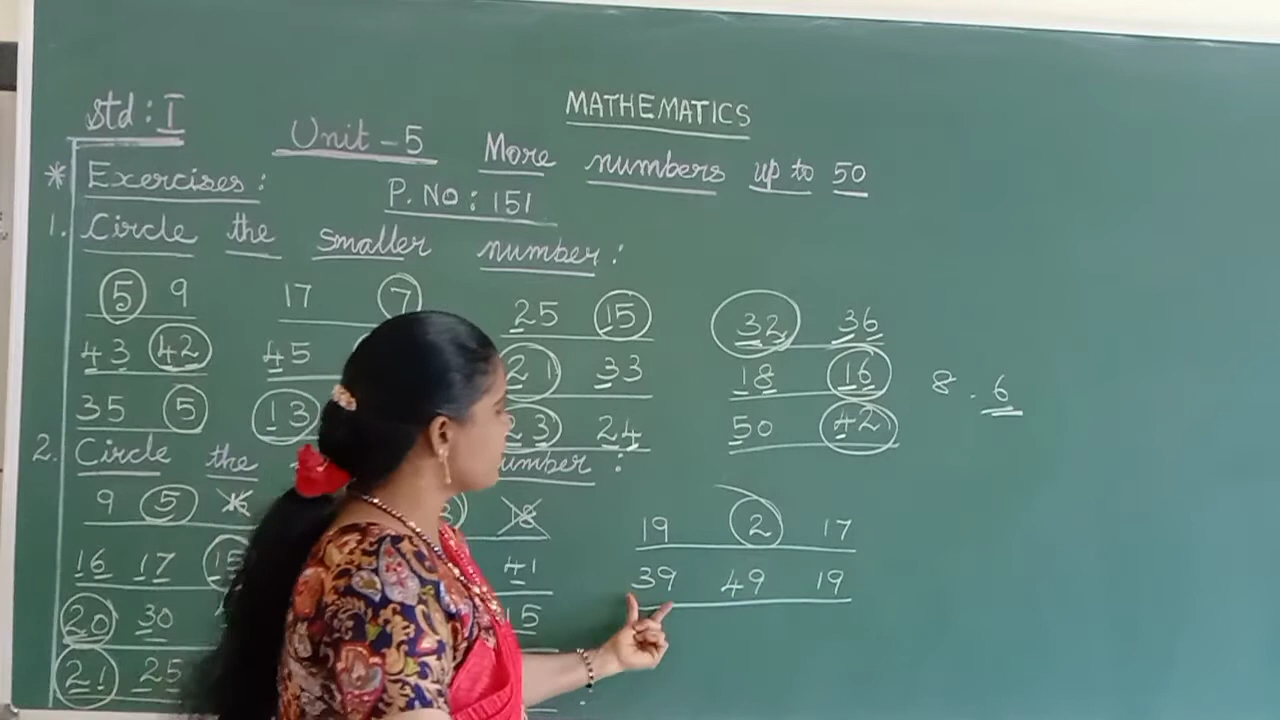 MATHEMATICS
Std : I
Unit - 5 More numbers up to 50
* Exercises :
P. No : 151
1. Circle the smaller number :
5 9 17 7 25 15 32 36
43 42 45 21 33 18 16 8 . 6
35 5 13 23 24 50 42
2. Circle the umber :
9 5 8 19 2 17
16 17 15 41 39 49 19
20 30 15
21 25